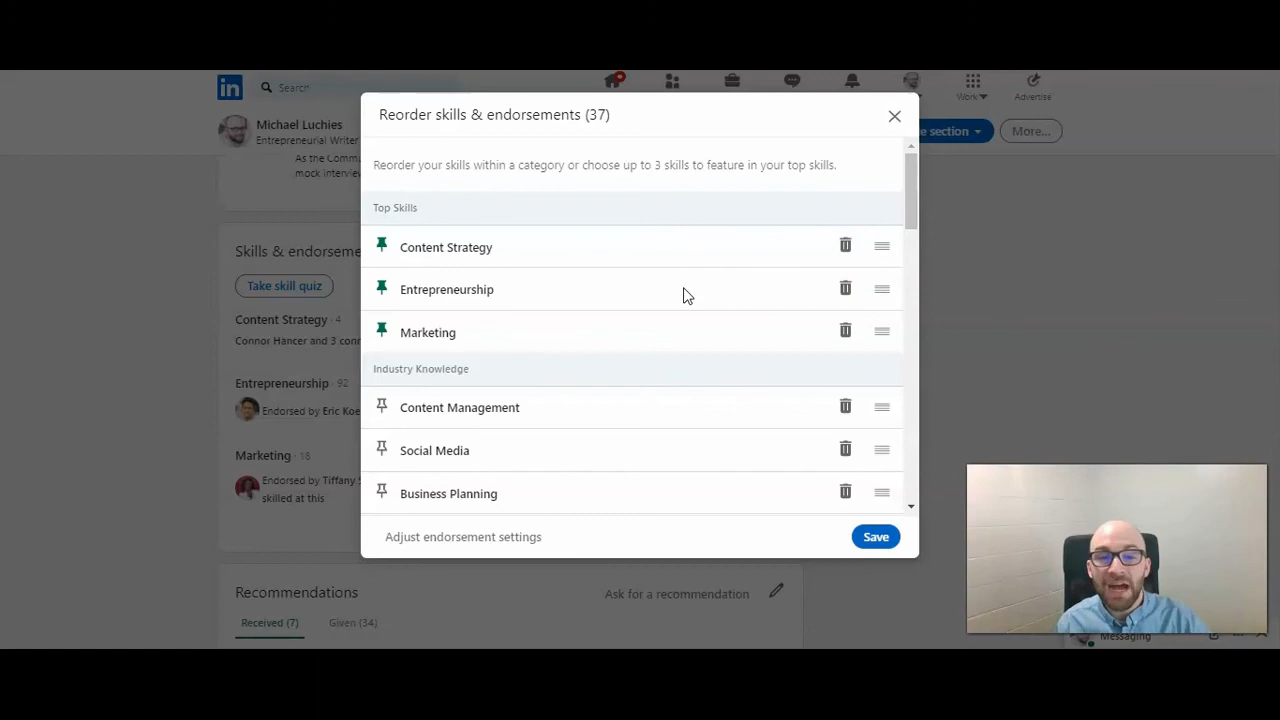 in
Search
Work
Advertise
Reorder skills & endorsements (37)
Michael Luchies
Entrepreneurial Writer
e section
More...
As the Commu
mock interview
Reorder your skills within a category or choose up to 3 skills to feature in your top skills.
Top Skills
Content Strategy
Entrepreneurship
Marketing
Industry Knowledge
Content Management
Social Media
Business Planning
Adjust endorsement settings
Save
Skills & endorseme
Take skill quiz
Content Strategy · 4
Connor Hancer and 3 conn
Entrepreneurship · 92
Endorsed by Eric Koe
Marketing · 18
Endorsed by Tiffany S
skilled at this
Recommendations
Ask for a recommendation
Received (7)
Given (34)
Messaging